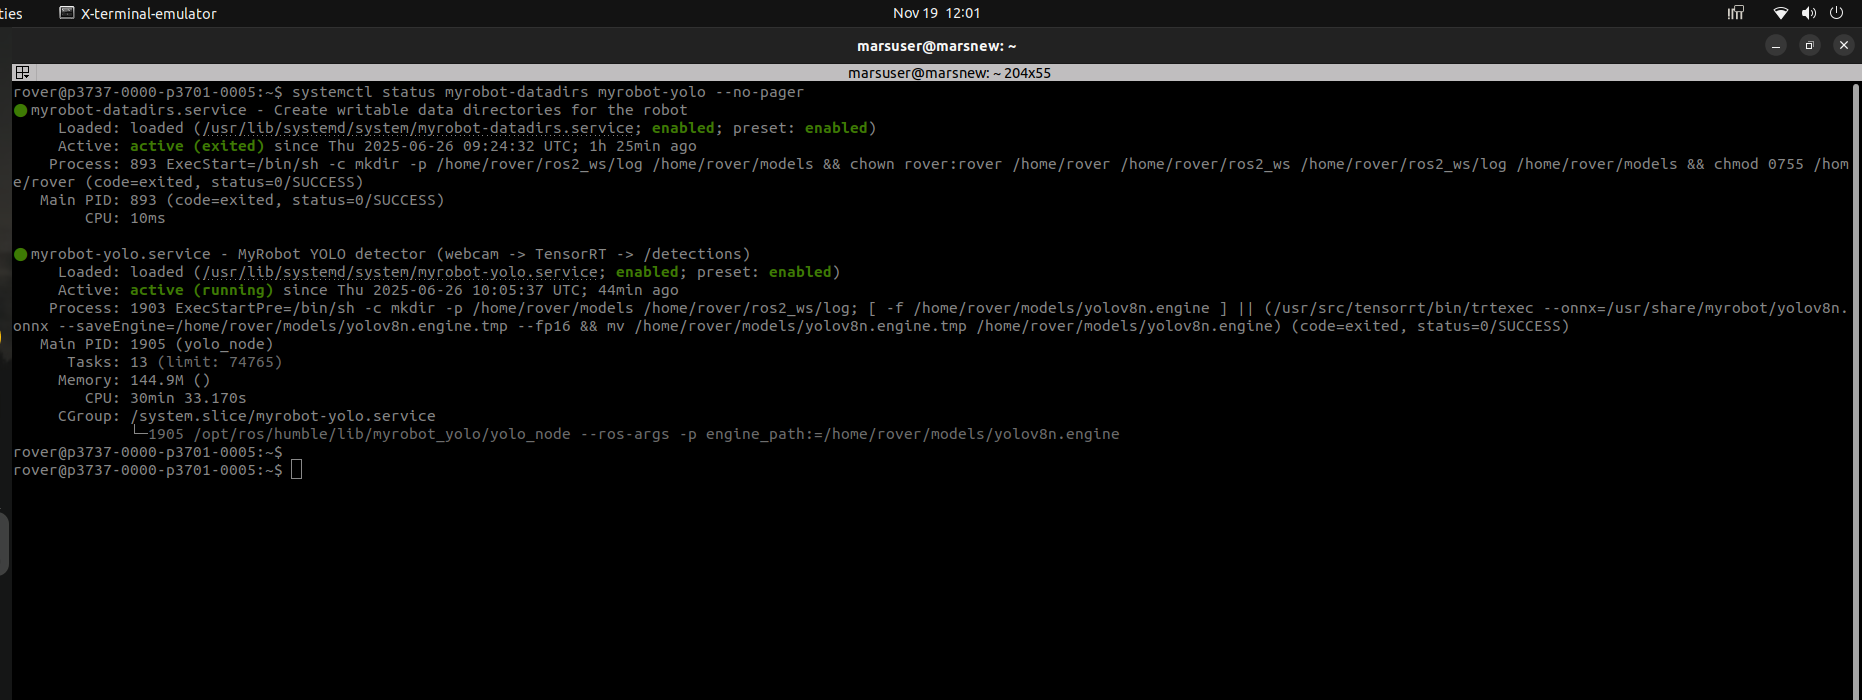 ties X-terminal-emulator Nov 19 12:01
marsuser@marsnew: ~
marsuser@marsnew: ~ 204x55
rover@p3737-0000-p3701-0005:~$ systemctl status myrobot-datadirs myrobot-yolo --no-pager
● myrobot-datadirs.service - Create writable data directories for the robot
     Loaded: loaded (/usr/lib/systemd/system/myrobot-datadirs.service; enabled; preset: enabled)
     Active: active (exited) since Thu 2025-06-26 09:24:32 UTC; 1h 25min ago
    Process: 893 ExecStart=/bin/sh -c mkdir -p /home/rover/ros2_ws/log /home/rover/models && chown rover:rover /home/rover /home/rover/ros2_ws /home/rover/ros2_ws/log /home/rover/models && chmod 0755 /hom
e/rover (code=exited, status=0/SUCCESS)
   Main PID: 893 (code=exited, status=0/SUCCESS)
        CPU: 10ms
● myrobot-yolo.service - MyRobot YOLO detector (webcam -> TensorRT -> /detections)
     Loaded: loaded (/usr/lib/systemd/system/myrobot-yolo.service; enabled; preset: enabled)
     Active: active (running) since Thu 2025-06-26 10:05:37 UTC; 44min ago
    Process: 1903 ExecStartPre=/bin/sh -c mkdir -p /home/rover/models /home/rover/ros2_ws/log; [ -f /home/rover/models/yolov8n.engine ] || (/usr/src/tensorrt/bin/trtexec --onnx=/usr/share/myrobot/yolov8n.
onnx --saveEngine=/home/rover/models/yolov8n.engine.tmp --fp16 && mv /home/rover/models/yolov8n.engine.tmp /home/rover/models/yolov8n.engine) (code=exited, status=0/SUCCESS)
   Main PID: 1905 (yolo_node)
      Tasks: 13 (limit: 74765)
     Memory: 144.9M ()
        CPU: 30min 33.170s
     CGroup: /system.slice/myrobot-yolo.service
             └─1905 /opt/ros/humble/lib/myrobot_yolo/yolo_node --ros-args -p engine_path:=/home/rover/models/yolov8n.engine
rover@p3737-0000-p3701-0005:~$
rover@p3737-0000-p3701-0005:~$